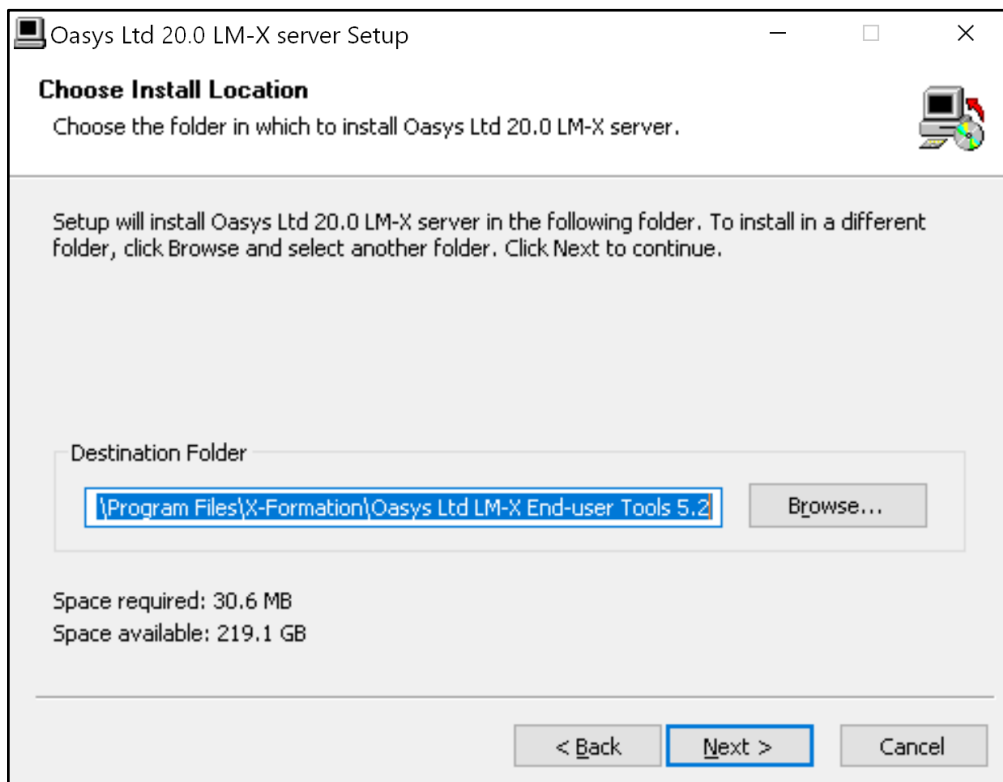 Oasys Ltd 20.0 LM-X server Setup
Choose Install Location
Choose the folder in which to install Oasys Ltd 20.0 LM-X server.
Setup will install Oasys Ltd 20.0 LM-X server in the following folder. To install in a different
folder, click Browse and select another folder. Click Next to continue.
Destination Folder
\Program Files\X-Formation\Oasys Ltd LM-X End-user Tools 5.2
Browse...
Space required: 30.6 MB
Space available: 219.1 GB
< Back
Next >
Cancel